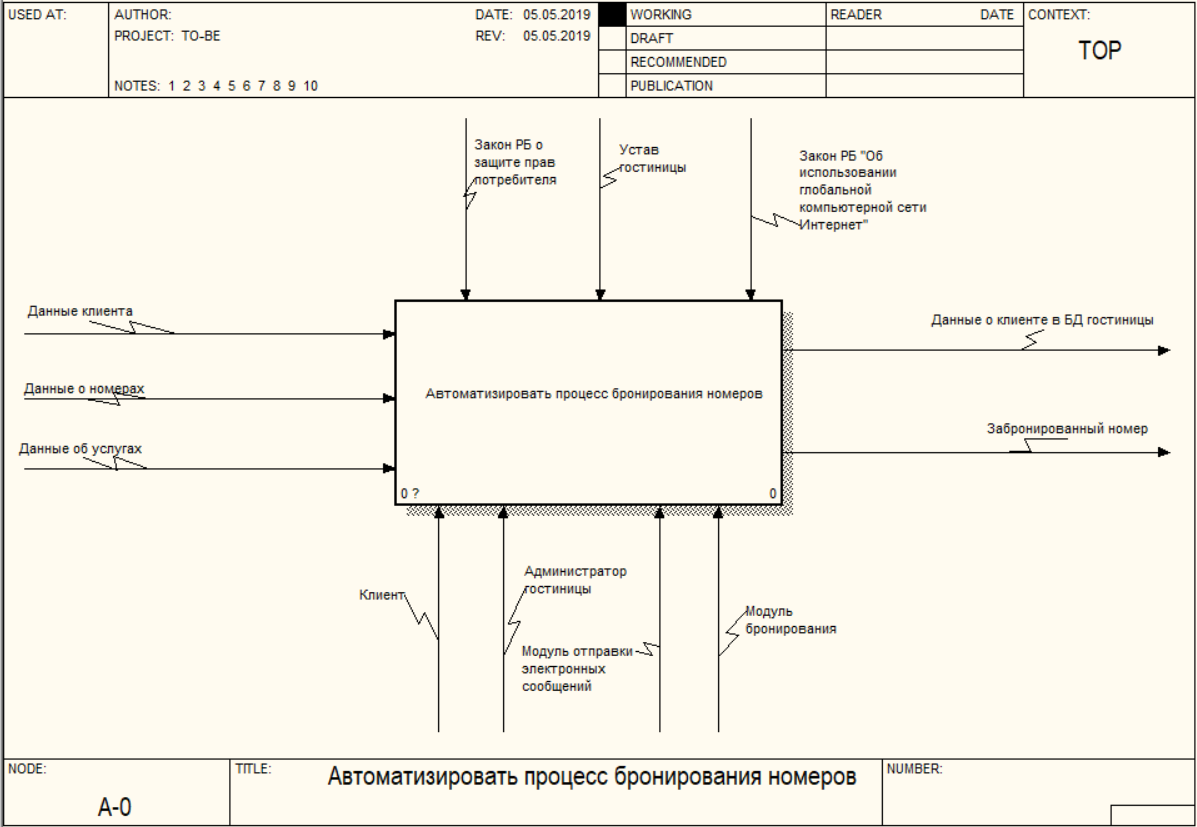 USED AT:
AUTHOR:
DATE: 05.05.2019
PROJECT: TO-BE
REV: 05.05.2019
NOTES: 1 2 3 4 5 6 7 8 9 10
WORKING
DRAFT
RECOMMENDED
PUBLICATION
READER DATE
CONTEXT:
TOP
Закон РБ о
защите прав
потребителя
Устав
гостиницы
Закон РБ "Об
использовании
глобальной
компьютерной сети
Интернет"
Данные клиента
Данные о номерах
Данные об услугах
Автоматизировать процесс бронирования номеров
0 ?
0
Данные о клиенте в БД гостиницы
Забронированный номер
Клиент
Администратор
гостиницы
Модуль отправки
электронных
сообщений
Модуль
бронирования
NODE:
A-0
TITLE:
Автоматизировать процесс бронирования номеров
NUMBER: